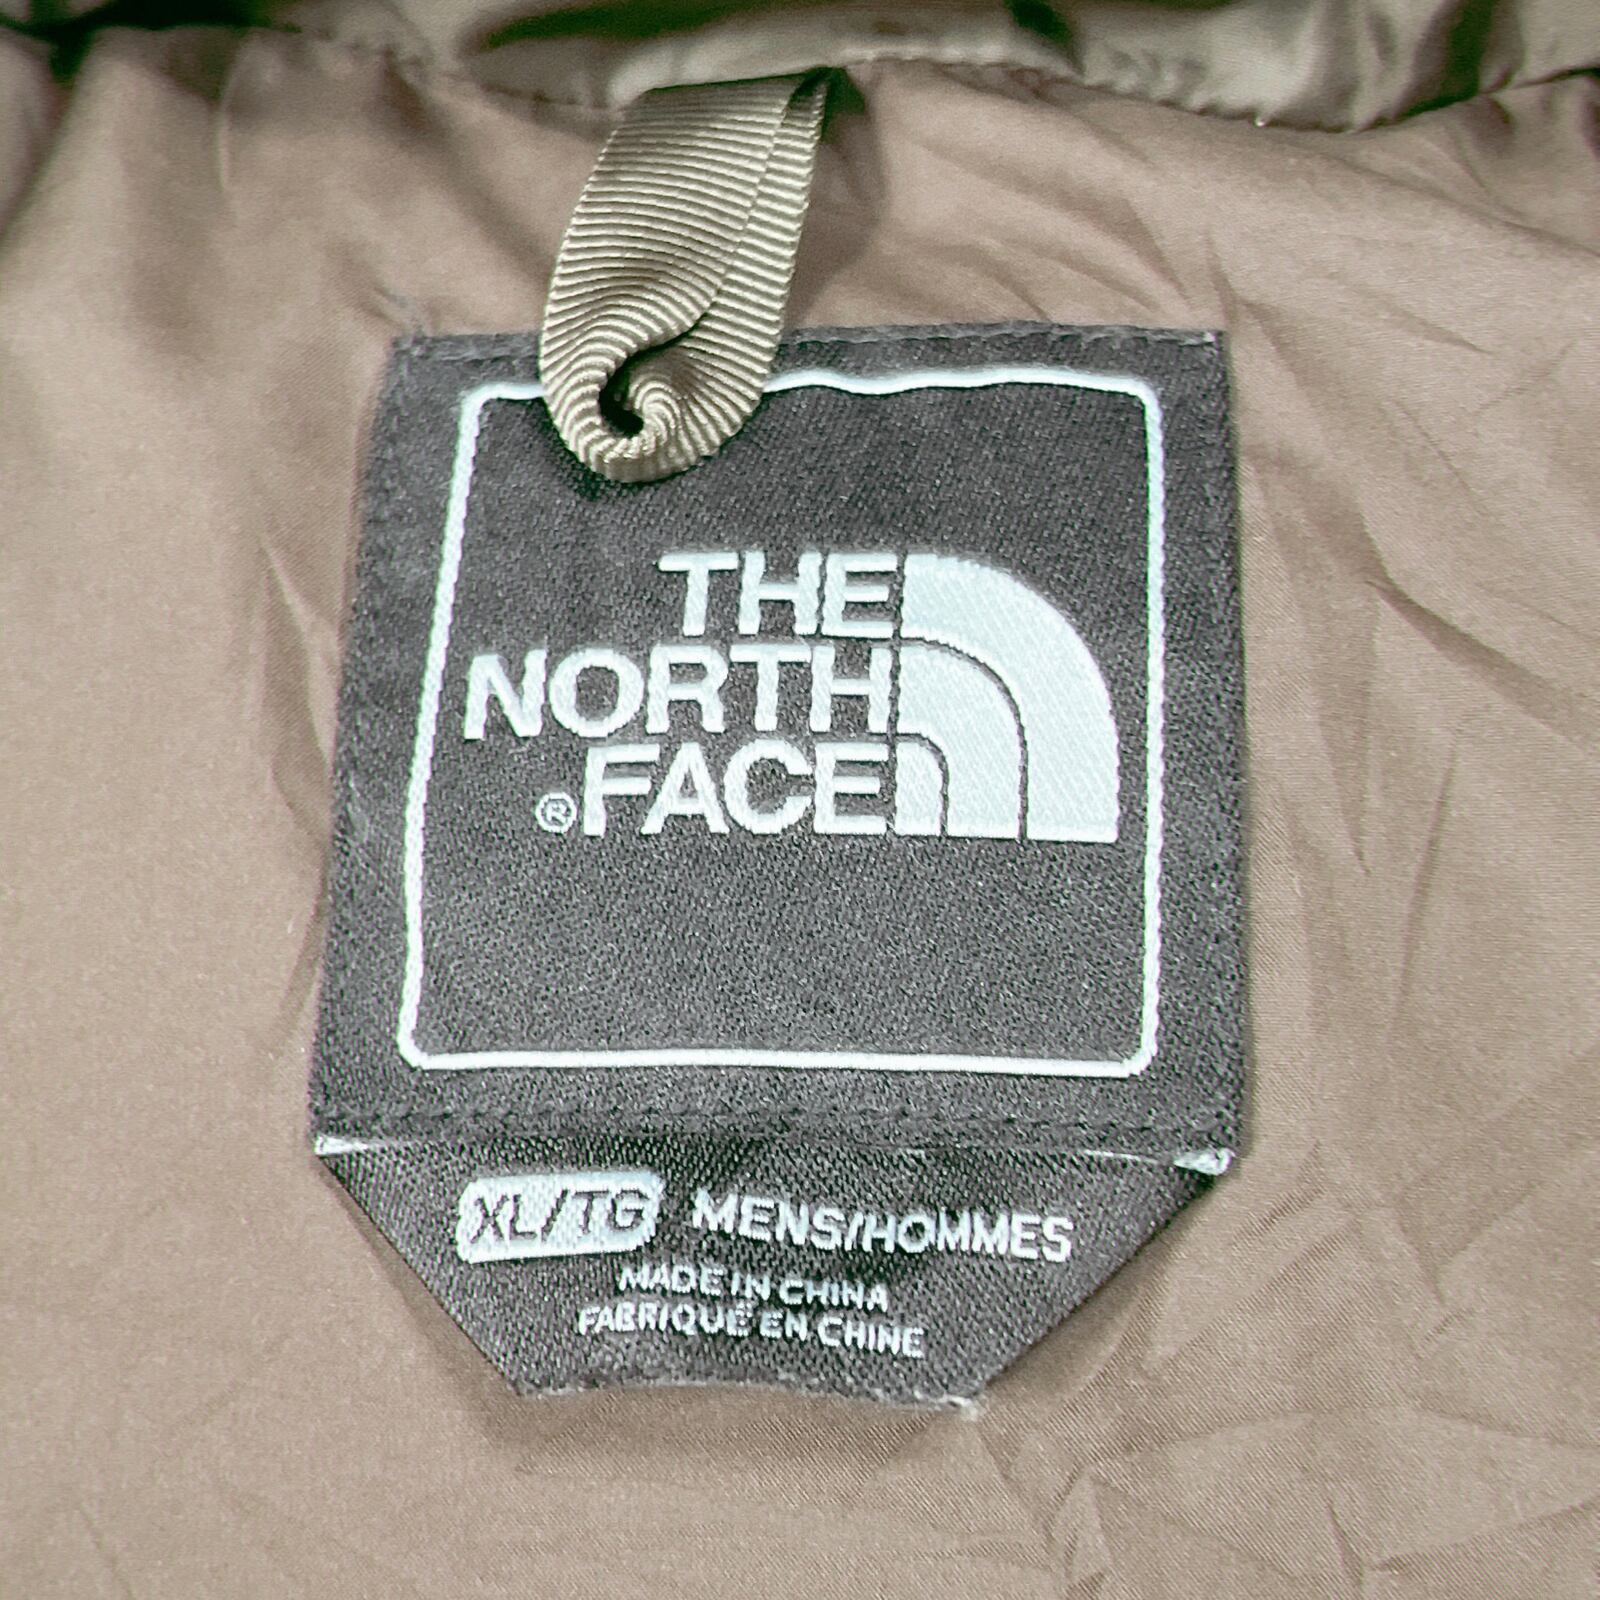 THE
NORTH
® FACE
XL/TG MENS/HOMMES
MADE IN CHINA
FABRIQUÉ EN CHINE